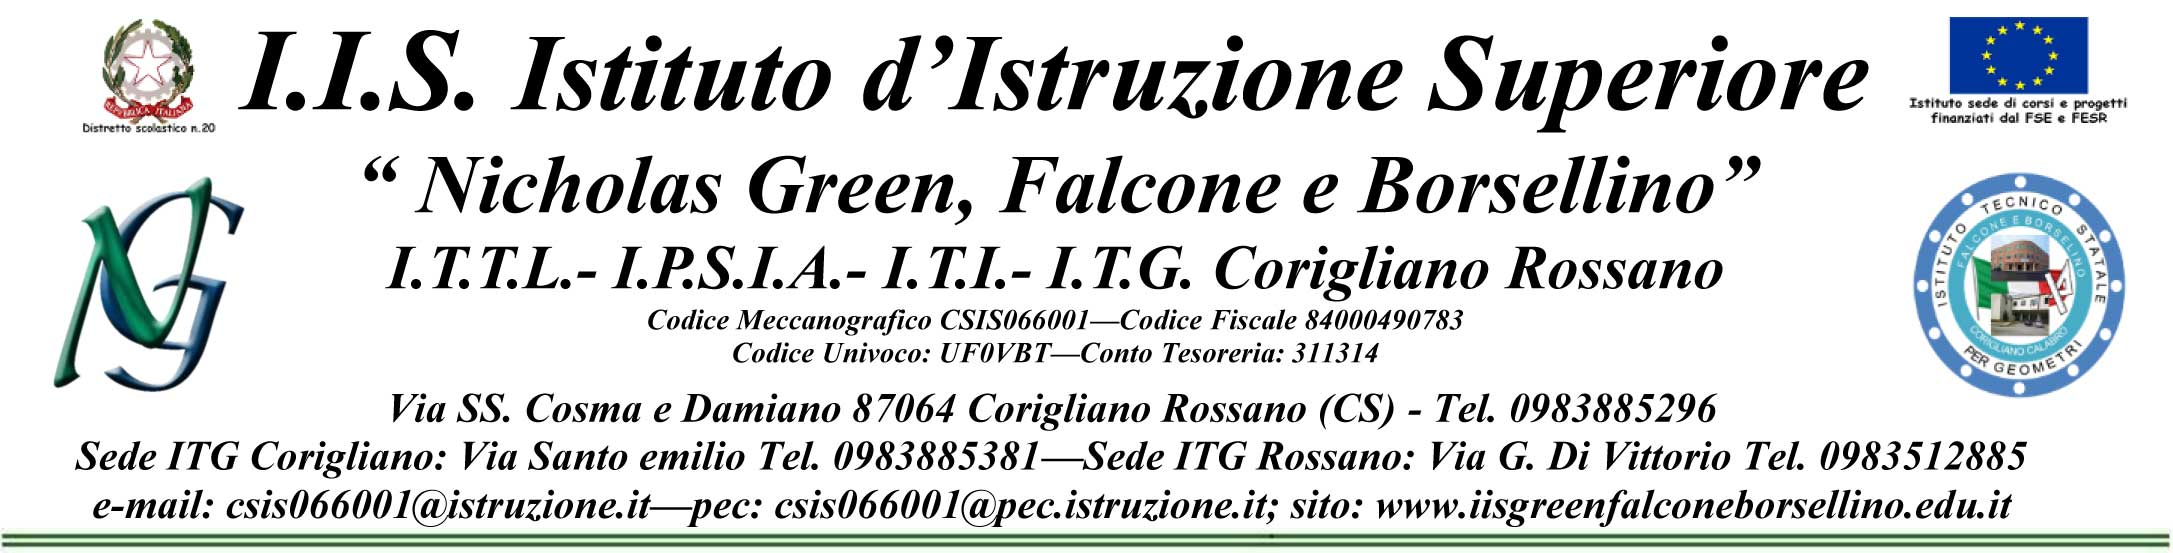 I.I.S. Istituto d’Istruzione Superiore
REPUBBLICA ITALIANA
Distretto scolastico n.20
Istituto sede di corsi e progetti
finanziati dal FSE e FESR
“ Nicholas Green, Falcone e Borsellino”
NG
I.T.T.L.- I.P.S.I.A.- I.T.I.- I.T.G. Corigliano Rossano
ISTITUTO TECNICO STATALE
FALCONE E BORSELINO
CORIGLIANO CALABRO
PER GEOMETRI
Codice Meccanografico CSIS066001—Codice Fiscale 84000490783
Codice Univoco: UF0VBT—Conto Tesoreria: 311314
Via SS. Cosma e Damiano 87064 Corigliano Rossano (CS) - Tel. 0983885296
Sede ITG Corigliano: Via Santo emilio Tel. 0983885381—Sede ITG Rossano: Via G. Di Vittorio Tel. 0983512885
e-mail: csis066001@istruzione.it—pec: csis066001@pec.istruzione.it; sito: www.iisgreenfalconeborsellino.edu.it